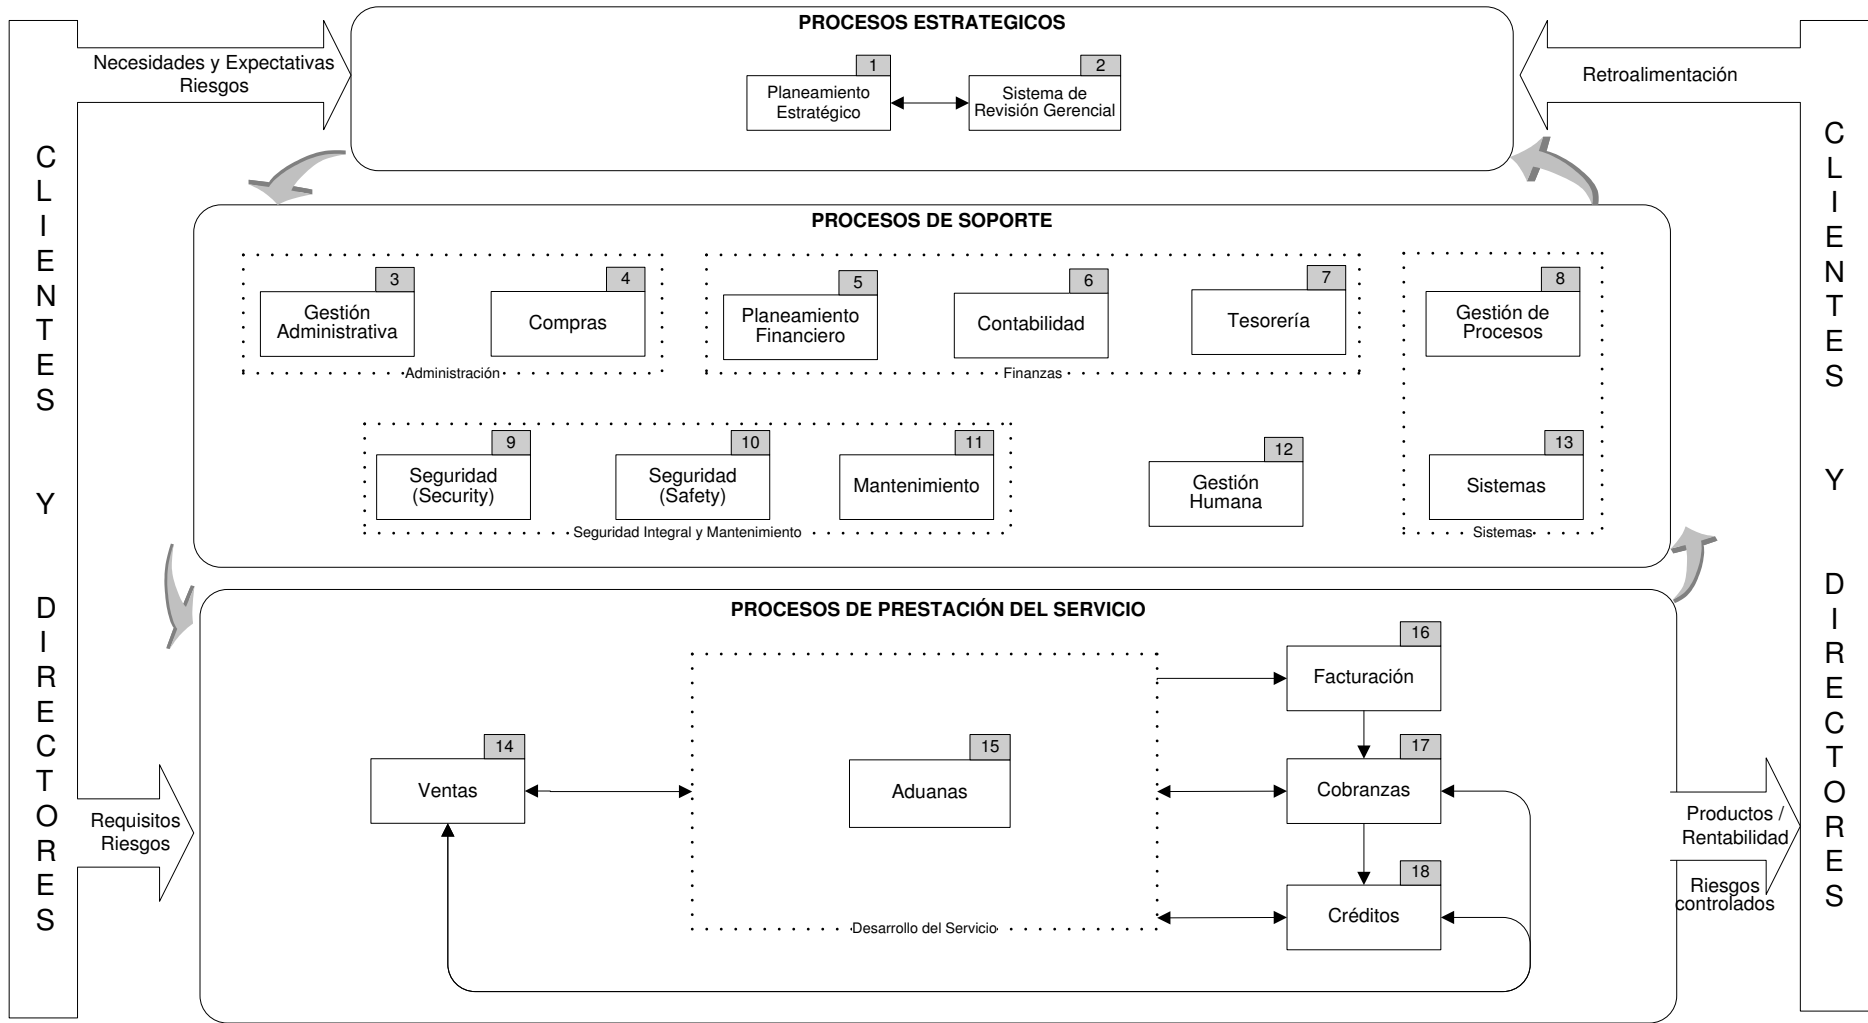 PROCESOS ESTRATEGICOS
Necesidades y Expectativas
Riesgos
1
Planeamiento
Estratégico
2
Sistema de
Revisión Gerencial
Retroalimentación
CLIENTES Y DIRECTORES
CLIENTES Y DIRECTORES
PROCESOS DE SOPORTE
3
Gestión
Administrativa
4
Compras
Administración
5
Planeamiento
Financiero
6
Contabilidad
7
Tesorería
Finanzas
8
Gestión de
Procesos
9
Seguridad
(Security)
10
Seguridad
(Safety)
11
Mantenimiento
Seguridad Integral y Mantenimiento
12
Gestión
Humana
13
Sistemas
Sistemas
PROCESOS DE PRESTACIÓN DEL SERVICIO
Requisitos
Riesgos
14
Ventas
15
Aduanas
Desarrollo del Servicio
16
Facturación
17
Cobranzas
18
Créditos
Productos /
Rentabilidad
Riesgos
controlados